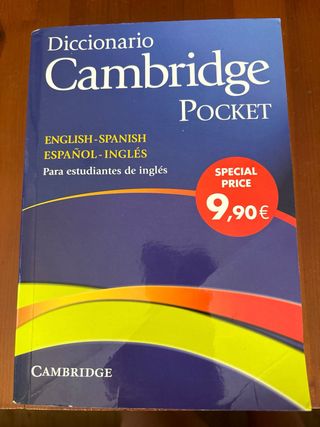 Diccionario
Cambridge
POCKET
ENGLISH-SPANISH
ESPAÑOL-INGLÉS
Para estudiantes de inglés
SPECIAL
PRICE
9,90€
CAMBRIDGE